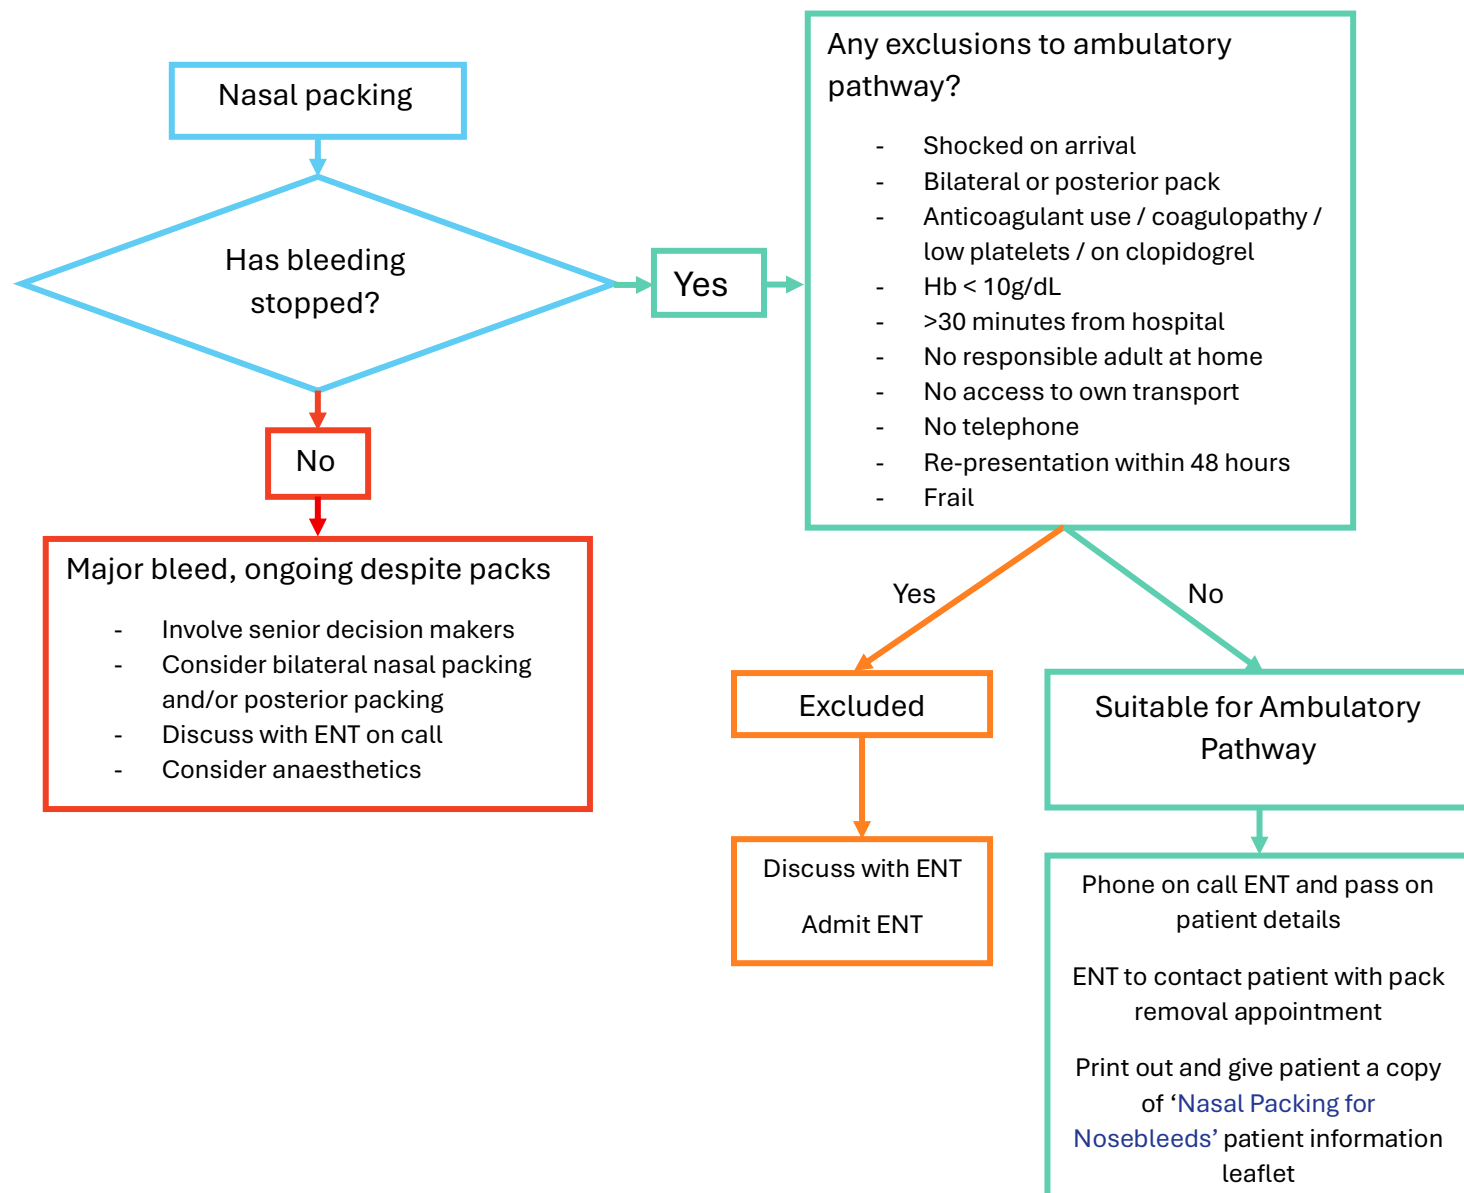 Nasal packing
Has bleeding
stopped?
Yes
No
Major bleed, ongoing despite packs
- Involve senior decision makers
- Consider bilateral nasal packing
and/or posterior packing
- Discuss with ENT on call
- Consider anaesthetics
Any exclusions to ambulatory
pathway?
- Shocked on arrival
- Bilateral or posterior pack
- Anticoagulant use / coagulopathy /
low platelets / on clopidogrel
- Hb < 10g/dL
- >30 minutes from hospital
- No responsible adult at home
- No access to own transport
- No telephone
- Re-presentation within 48 hours
- Frail
Yes
No
Excluded
Discuss with ENT
Admit ENT
Suitable for Ambulatory
Pathway
Phone on call ENT and pass on
patient details
ENT to contact patient with pack
removal appointment
Print out and give patient a copy
of ‘Nasal Packing for
Nosebleeds’ patient information
leaflet